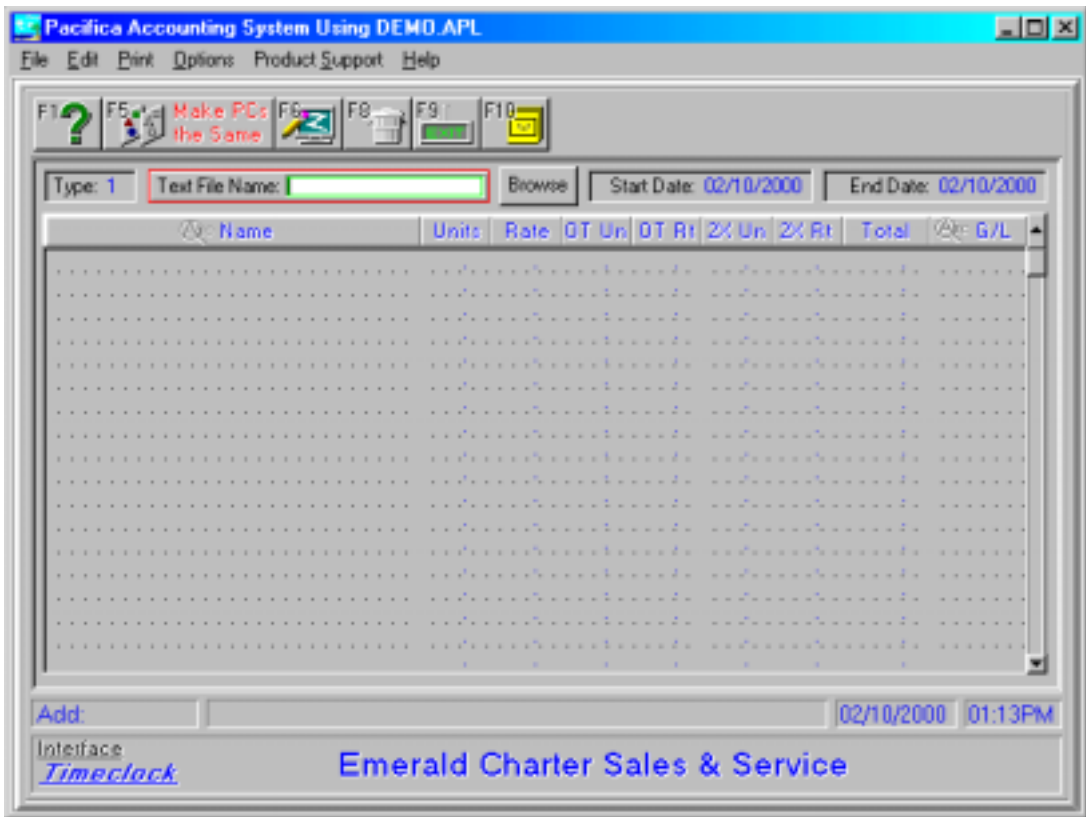 Pacifica Accounting System Using DEMO.APL
File Edit Print Options Product Support Help
F1 F5 Make PCs the Same F6 F8 F9 EXIT F10
Type: 1 Text File Name: Browse Start Date: 02/10/2000 End Date: 02/10/2000
Name Units Rate OT Un OT Rt 2X Un 2X Rt Total G/L
Add: 02/10/2000 01:13PM
Interface
Timeclock
Emerald Charter Sales & Service